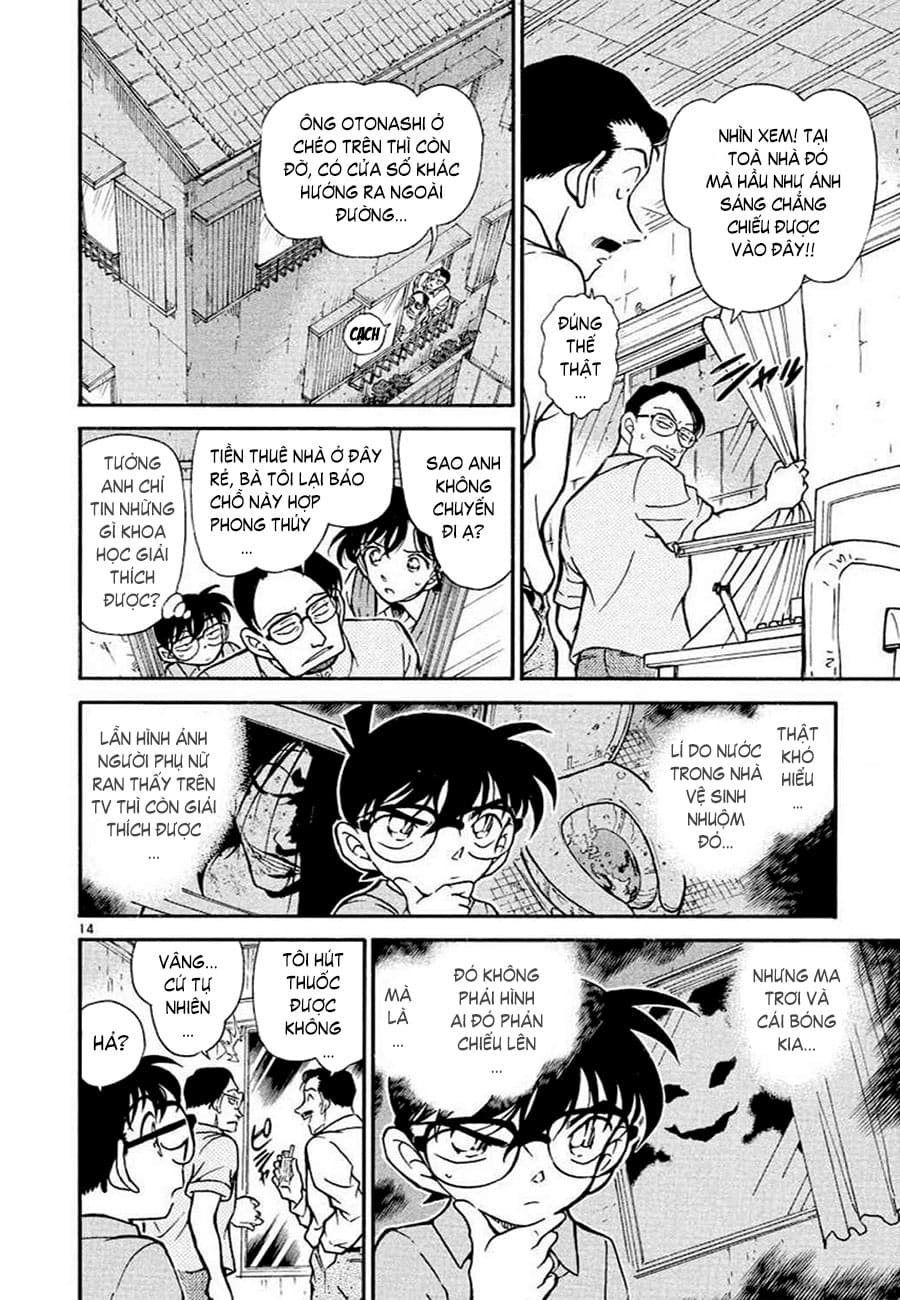 NHÌN XEM! TẠI
TOÀ NHÀ ĐÓ
MÀ HẦU NHƯ ÁNH
SÁNG CHẲNG
CHIẾU ĐƯỢC
VÀO ĐÂY!!
ĐÚNG
THẾ
THẬT
...
ÔNG OTONASHI Ở
CHÉO TRÊN THÌ CÒN
ĐỠ, CÓ CỬA SỔ KHÁC
HƯỚNG RA NGOÀI
ĐƯỜNG...
CẠCH
SAO ANH
KHÔNG
CHUYỂN
ĐI Ạ?
TIỀN THUÊ NHÀ Ở ĐÂY
RẺ, BÀ TÔI LẠI BẢO
CHỖ NÀY HỢP
PHONG THỦY
...
TƯỞNG
ANH CHỈ
TIN NHỮNG
GÌ KHOA
HỌC GIẢI
THÍCH
ĐƯỢC?
THẬT
KHÓ
HIỂU
...
LÍ DO NƯỚC
TRONG NHÀ
VỆ SINH
NHUỘM
ĐỎ...
LẦN HÌNH ẢNH
NGƯỜI PHỤ NỮ
RAN THẤY TRÊN
TV THÌ CÒN GIẢI
THÍCH ĐƯỢC
...
14
NHƯNG MA
TRƠI VÀ
CÁI BÓNG
KIA...
ĐÓ KHÔNG
PHẢI HÌNH
AI ĐÓ PHẢN
CHIẾU LÊN
...
MÀ
LÀ
...
TÔI HÚT
THUỐC
ĐƯỢC
KHÔNG
...
VÂNG...
CỨ TỰ
NHIÊN
...
HẢ?